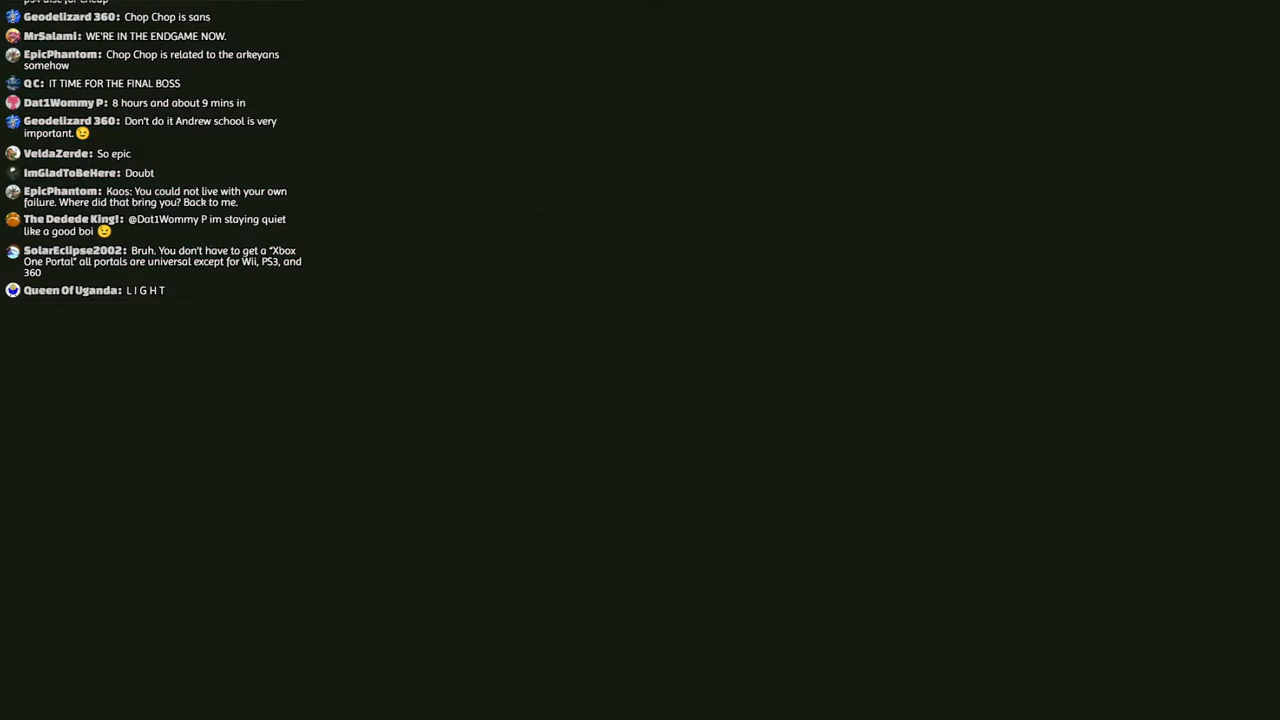 ps4 disc for cheap
Geodelizard 360: Chop Chop is sans
MrSalami: WE'RE IN THE ENDGAME NOW.
EpicPhantom: Chop Chop is related to the arkeyans
somehow
Q C: IT TIME FOR THE FINAL BOSS
Dat1Wommy P: 8 hours and about 9 mins in
Geodelizard 360: Don't do it Andrew school is very
important. 😉
VeldaZerde: So epic
ImGladToBeHere: Doubt
EpicPhantom: Kaos: You could not live with your own
failure. Where did that bring you? Back to me.
The Dedede King!: @Dat1Wommy P im staying quiet
like a good boi 😉
SolarEclipse2002: Bruh. You don't have to get a “Xbox
One Portal” all portals are universal except for Wii, PS3, and
360
Queen Of Uganda: L I G H T